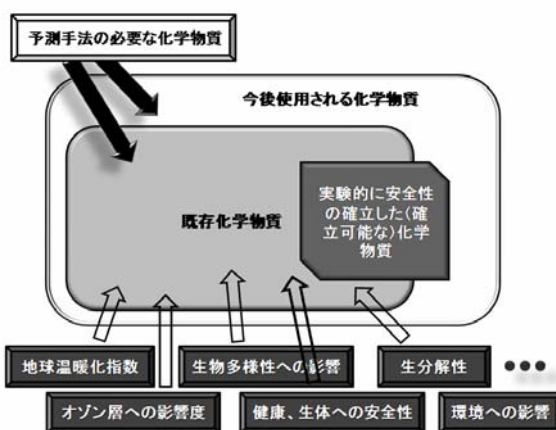 予測手法の必要な化学物質
今後使用される化学物質
実験的に安全性
の確立した(確
立可能な)化学
物質
既存化学物質
地球温暖化指数
生物多様性への影響
生分解性
●●●
オゾン層への影響度
健康、生体への安全性
環境への影響